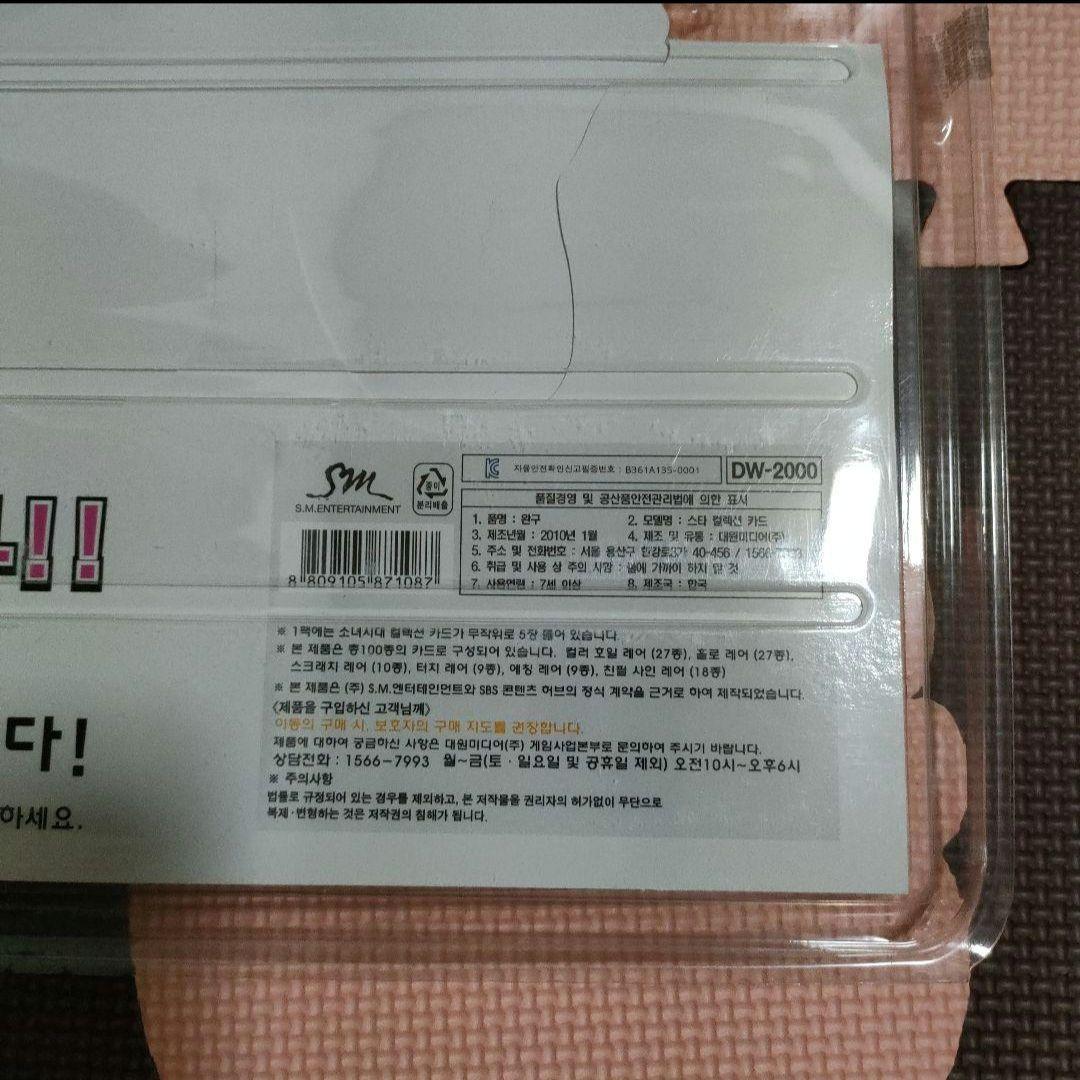 !!
다!
하세요.
SM
S.M.ENTERTAINMENT
종이
분리배출
자율안전확인신고필증번호 : B361A135-0001
DW-2000
품질경영 및 공산품안전관리법에 의한 표시
1. 품명 : 완구 2. 모델명 : 스타 컬렉션 카드
3. 제조년월 : 2010년 1월 4. 제조 및 유통 : 대원미디어(주)
5. 주소 및 전화번호 : 서울 용산구 한강로3가 40-456 / 1566-7993
6. 취급 및 사용 상 주의 사항 : 불에 가까이 하지 말 것
7. 사용연령 : 7세 이상 8. 제조국 : 한국
8 809105 871087
※ 1팩에는 소녀시대 컬렉션 카드가 무작위로 5장 들어 있습니다.
※ 본 제품은 총100종의 카드로 구성되어 있습니다. 컬러 호일 레어 (27종), 홀로 레어 (27종),
스크래치 레어 (10종), 터치 레어 (9종), 에칭 레어 (9종), 친필 사인 레어 (18종)
※ 본 제품은 (주) S.M.엔터테인먼트와 SBS 콘텐츠 허브의 정식 계약을 근거로 하여 제작되었습니다.
〈제품을 구입하신 고객님께〉
아동의 구매 시, 보호자의 구매 지도를 권장합니다.
제품에 대하여 궁금하신 사항은 대원미디어(주) 게임사업본부로 문의하여 주시기 바랍니다.
상담전화 : 1566-7993 월~금(토·일요일 및 공휴일 제외) 오전10시~오후6시
※ 주의사항
법률로 규정되어 있는 경우를 제외하고, 본 저작물을 권리자의 허가없이 무단으로
복제·변형하는 것은 저작권의 침해가 됩니다.